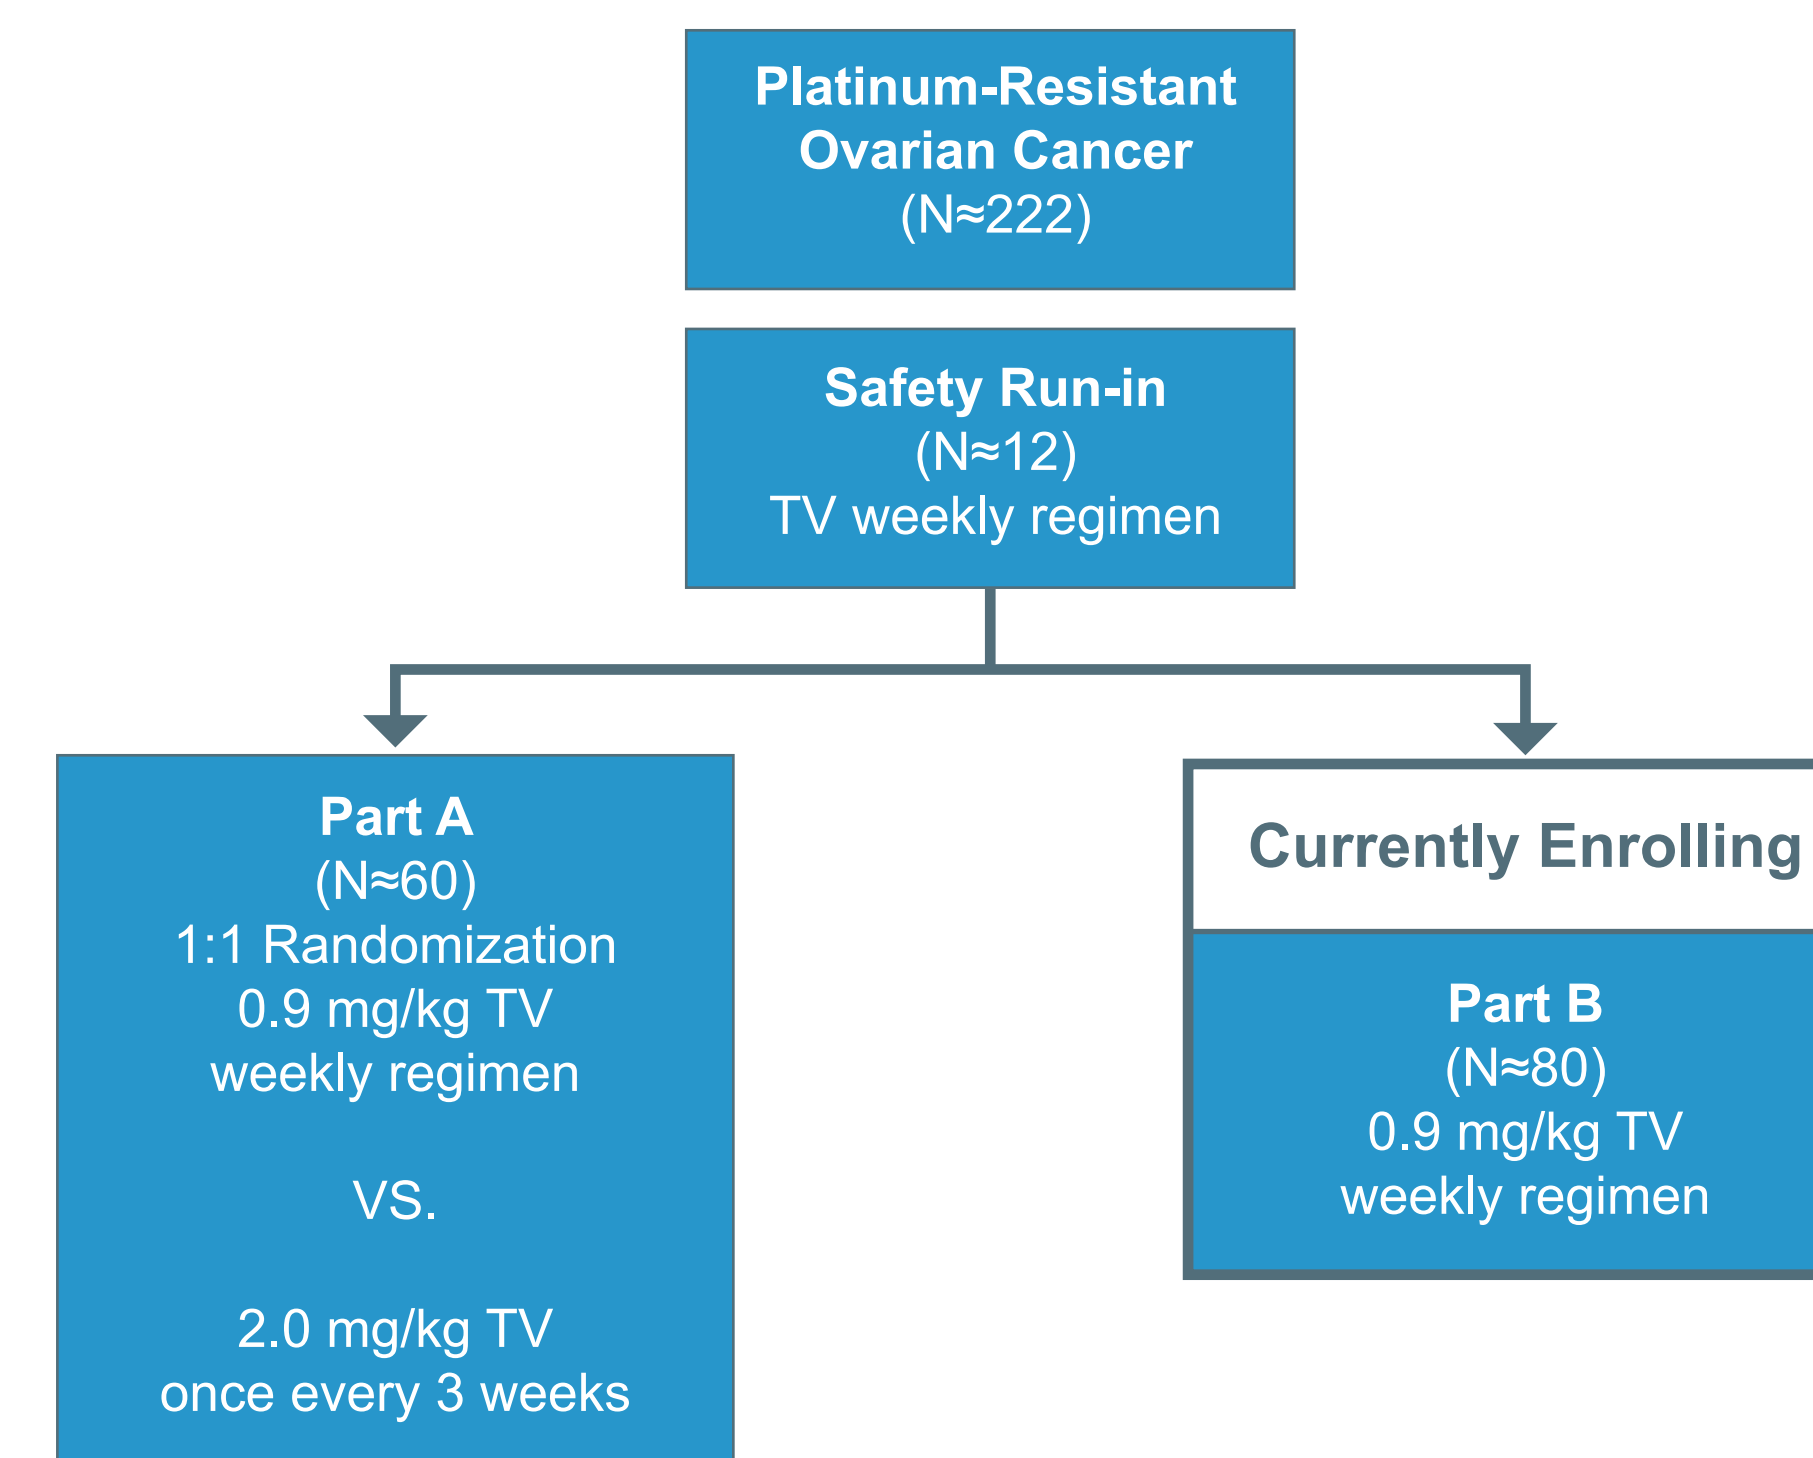 Platinum-Resistant
Ovarian Cancer
(N≈222)
Safety Run-in
(N≈12)
TV weekly regimen
Part A
(N≈60)
1:1 Randomization
0.9 mg/kg TV
weekly regimen
VS.
2.0 mg/kg TV
once every 3 weeks
Currently Enrolling
Part B
(N≈80)
0.9 mg/kg TV
weekly regimen